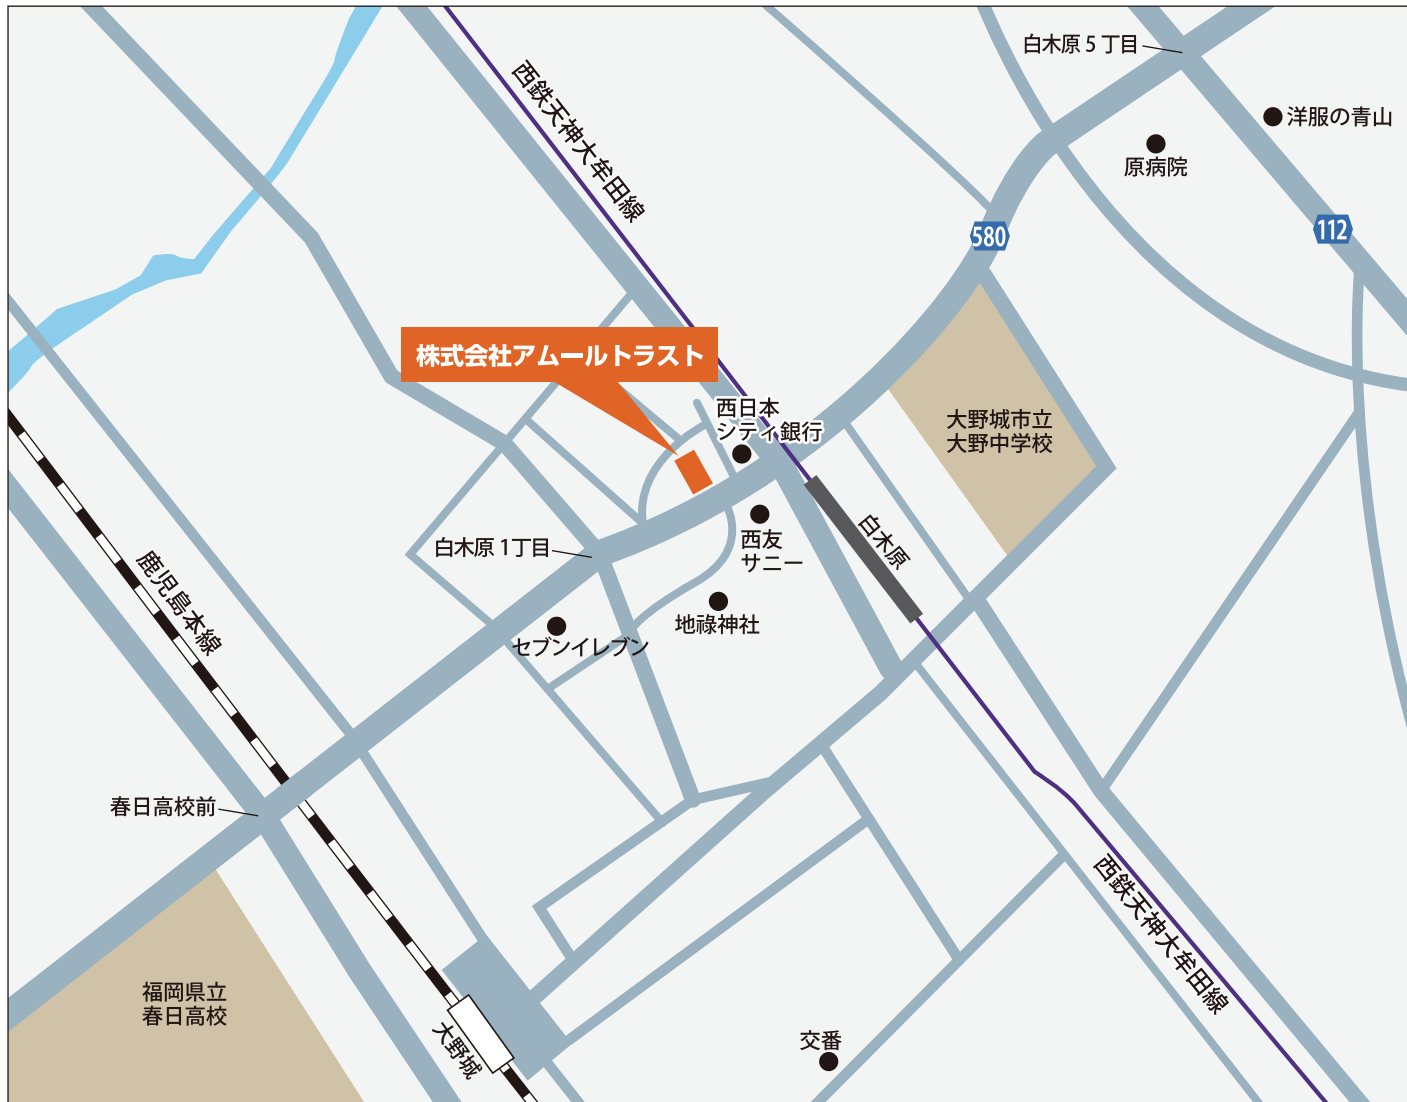 白木原5丁目
洋服の青山
原病院
西鉄天神大牟田線
580
112
株式会社アムールトラスト
西日本
シティ銀行
大野城市立
大野中学校
白木原1丁目
西友
サニー
白木原
地祿神社
セブンイレブン
鹿児島本線
春日高校前
西鉄天神大牟田線
福岡県立
春日高校
大野城
交番